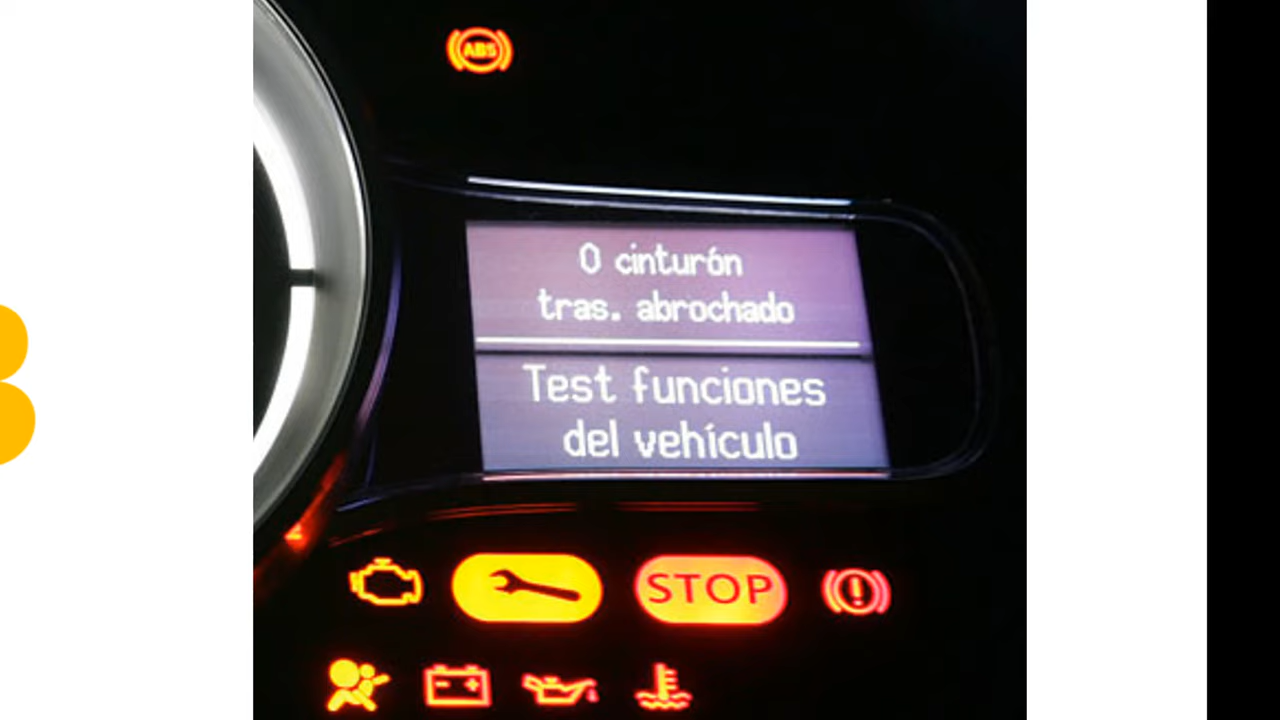 ABS
0 cinturón
tras. abrochado
Test funciones
del vehículo
STOP